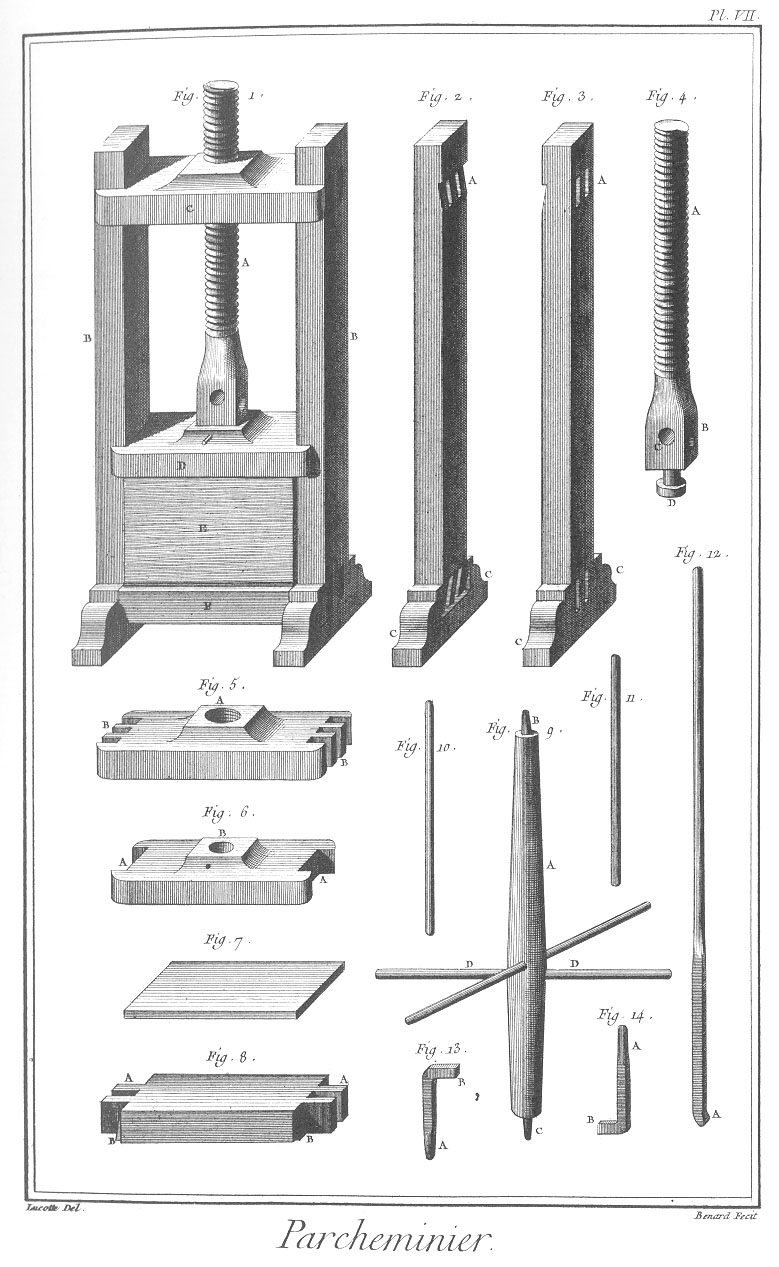 Pl. VII.
Fig. 1.
Fig. 2.
Fig. 3.
Fig. 4.
A
A
A
C
A
B
B
B
C
D
D
E
F
C
C
C
C
Fig. 12.
Fig. 5.
A
B
B
Fig. 11.
Fig. 10.
Fig. 9.
B
Fig. 6.
B
A
A
A
Fig. 7.
D
D
Fig. 14.
A
Fig. 13.
B
Fig. 8.
A
A
B
B
A
B
C
A
Lucotte Del.
Benard Fecit
Parcheminier.